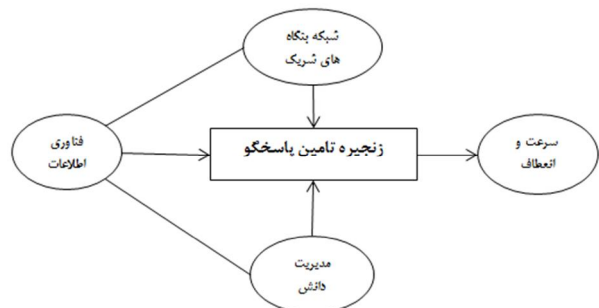 شبکه بنگاه
های شریک
فناوری
اطلاعات
زنجیره تامین پاسخگو
سرعت و
انعطاف
مدیریت
دانش